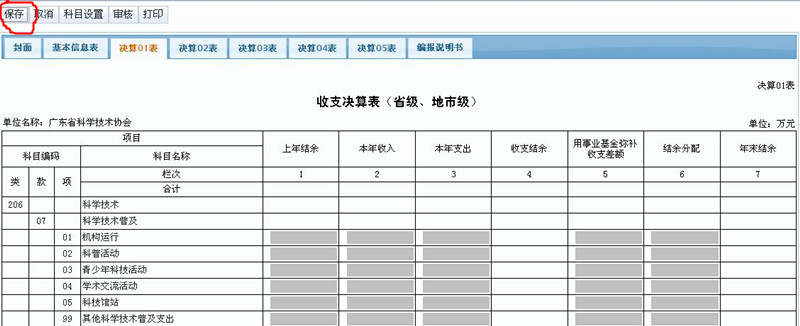 保存 取消 科目设置 审核 打印
封面 基本信息表 决算01表 决算02表 决算03表 决算04表 决算05表 编报说明书
决算01表
收支决算表（省级、地市级）
单位名称：广东省科学技术协会 单位：万元
项目 上年结余 本年收入 本年支出 收支结余 用事业基金弥补收支差额 结余分配 年末结余
科目编码 科目名称
类 款 项 栏次 1 2 3 4 5 6 7
合计
206 科学技术
07 科学技术普及
01 机构运行
02 科普活动
03 青少年科技活动
04 学术交流活动
05 科技馆站
99 其他科学技术普及支出